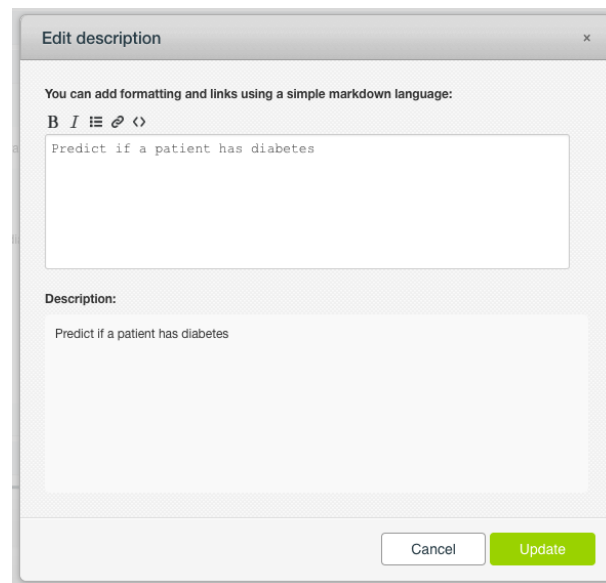 Edit description
×
You can add formatting and links using a simple markdown language:
B I
Predict if a patient has diabetes
Description:
Predict if a patient has diabetes
Cancel Update